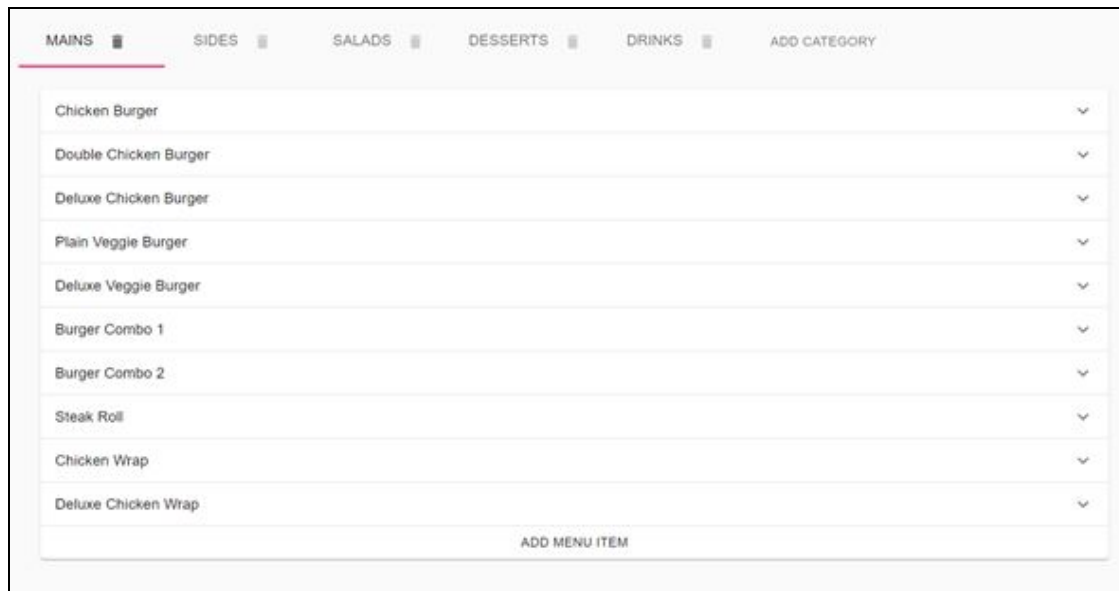 MAINS SIDES SALADS DESSERTS DRINKS ADD CATEGORY
Chicken Burger
Double Chicken Burger
Deluxe Chicken Burger
Plain Veggie Burger
Deluxe Veggie Burger
Burger Combo 1
Burger Combo 2
Steak Roll
Chicken Wrap
Deluxe Chicken Wrap
ADD MENU ITEM